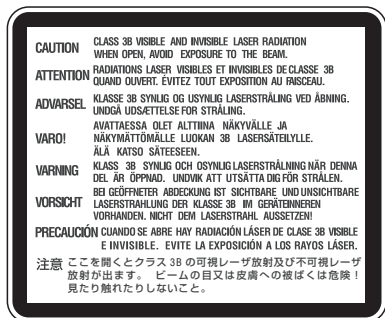 CAUTION CLASS 3B VISIBLE AND INVISIBLE LASER RADIATION
WHEN OPEN, AVOID EXPOSURE TO THE BEAM.
ATTENTION RADIATIONS LASER VISIBLES ET INVISIBLES DE CLASSE 3B
QUAND OUVERT. ÉVITEZ TOUT EXPOSITION AU FAISCEAU.
ADVARSEL KLASSE 3B SYNLIG OG USYNLIG LASERSTRÅLING VED ÅBNING.
UNDGÅ UDSÆTTELSE FOR STRÅLING.
VARO! AVATTAESSA OLET ALTTIINA NÄKYVÄLLE JA
NÄKYMÄTTÖMÄLLE LUOKAN 3B LASERSÄTEILYLLE.
ÄLÄ KATSO SÄTEESEEN.
VARNING KLASS 3B SYNLIG OCH OSYNLIG LASERSTRÅLNING NÄR DENNA
DEL ÄR ÖPPNAD. UNDVIK ATT UTSÄTTA DIG FÖR STRÅLEN.
VORSICHT BEI GEÖFFNETER ABDECKUNG IST SICHTBARE UND UNSICHTBARE
LASERSTRAHLUNG DER KLASSE 3B IM GERÄTEINNEREN
VORHANDEN. NICHT DEM LASERSTRAHL AUSSETZEN!
PRECAUCIÓN CUANDO SE ABRE HAY RADIACIÓN LÁSER DE CLASE 3B VISIBLE
E INVISIBLE. EVITE LA EXPOSICIÓN A LOS RAYOS LÁSER.
注意 ここを開くとクラス 3B の可視レーザ放射及び不可視レーザ
放射が出ます。 ビームの目又は皮膚への被ばくは危険!
見たり触れたりしないこと。